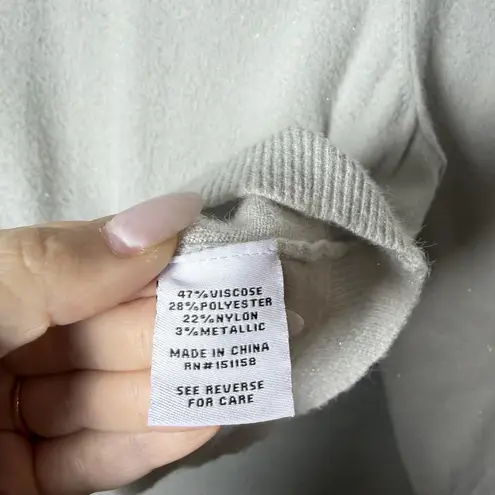 47%VISCOSE
28%POLYESTER
22%NYLON
3%METALLIC
MADE IN CHINA
RN#151158
SEE REVERSE
FOR CARE